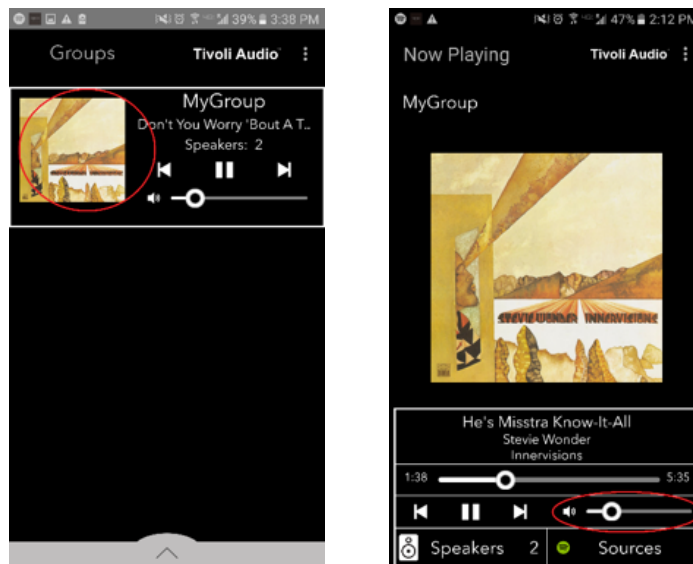 39% 3:38 PM
Groups
Tivoli Audio
MyGroup
Don't You Worry 'Bout A T..
Speakers: 2
47% 2:12 PM
Now Playing
Tivoli Audio
MyGroup
STEVIE WONDER INNERVISIONS
He's Misstra Know-It-All
Stevie Wonder
Innervisions
1:38
5:35
Speakers 2
Sources